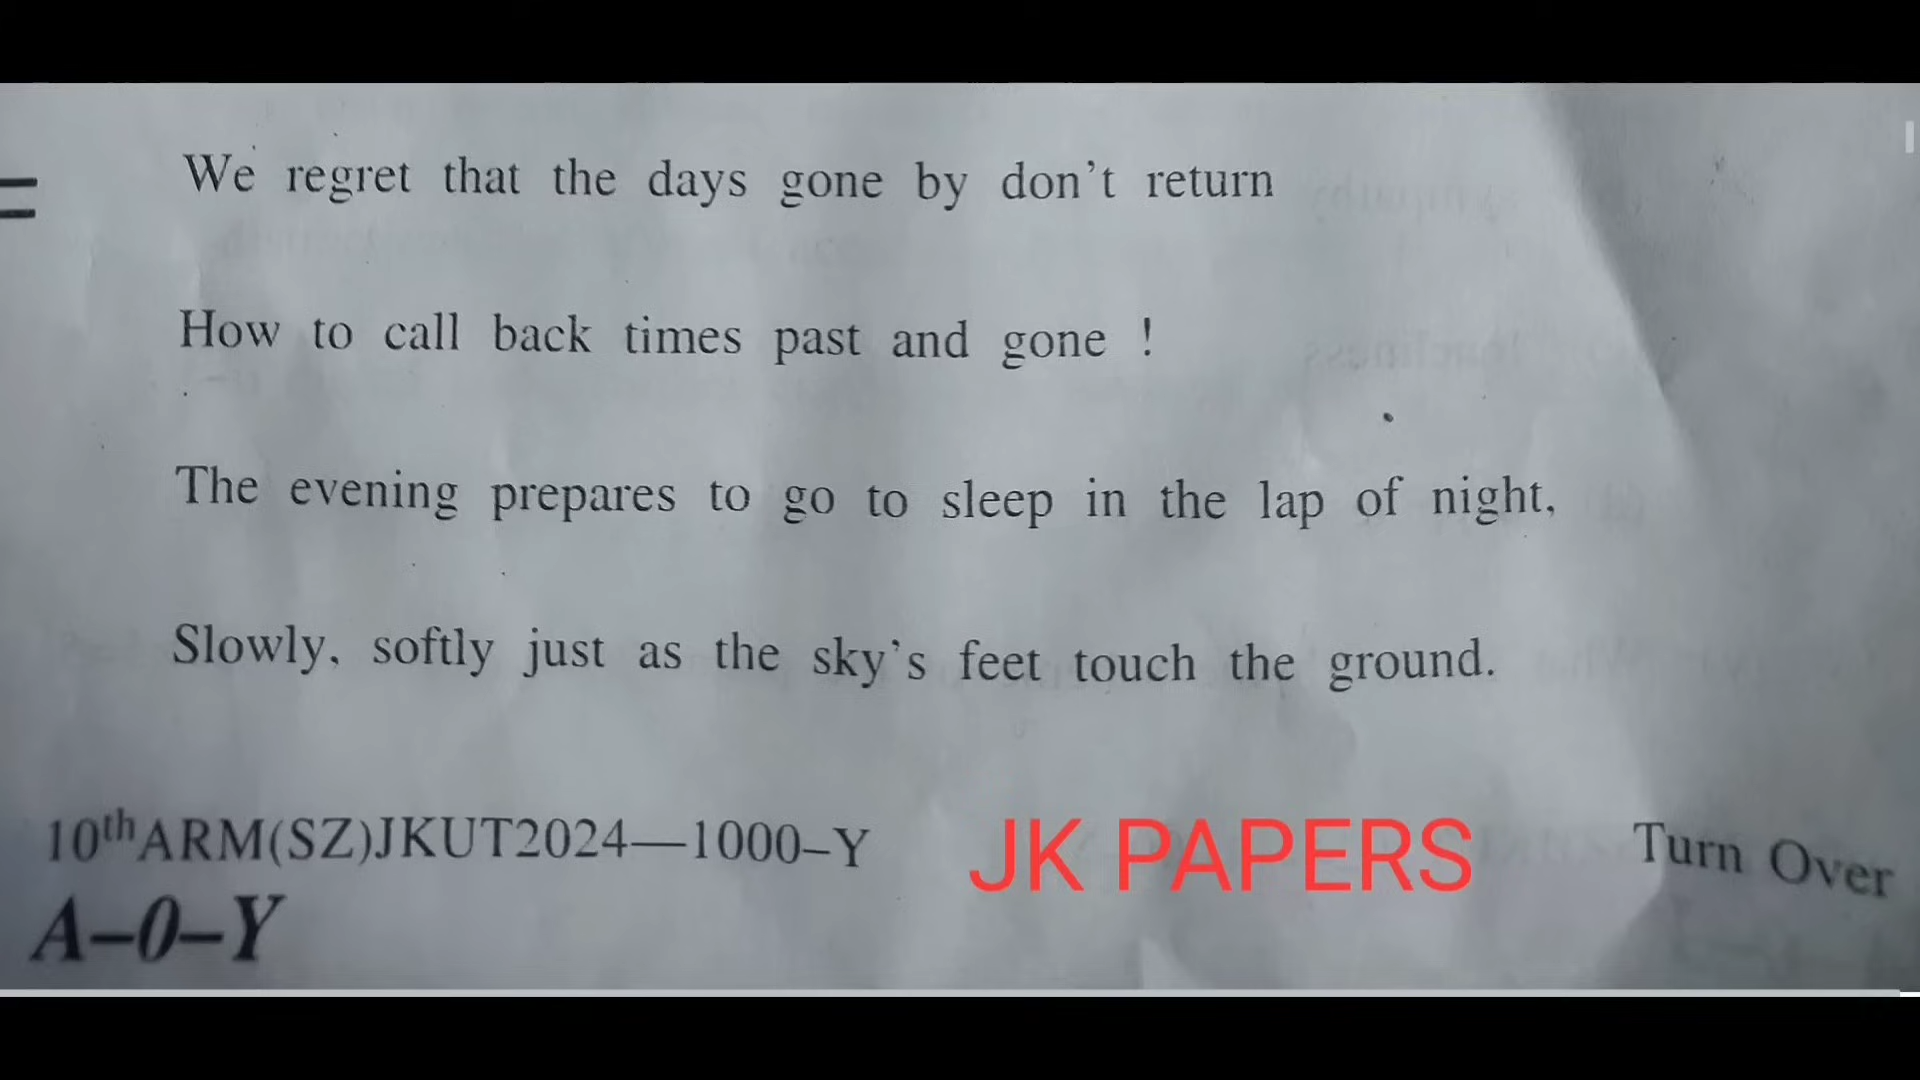 We regret that the days gone by don't return
How to call back times past and gone !
The evening prepares to go to sleep in the lap of night,
Slowly, softly just as the sky's feet touch the ground.
10thARM(SZ)JKUT2024—1000–Y
JK PAPERS
Turn Over
A–0–Y